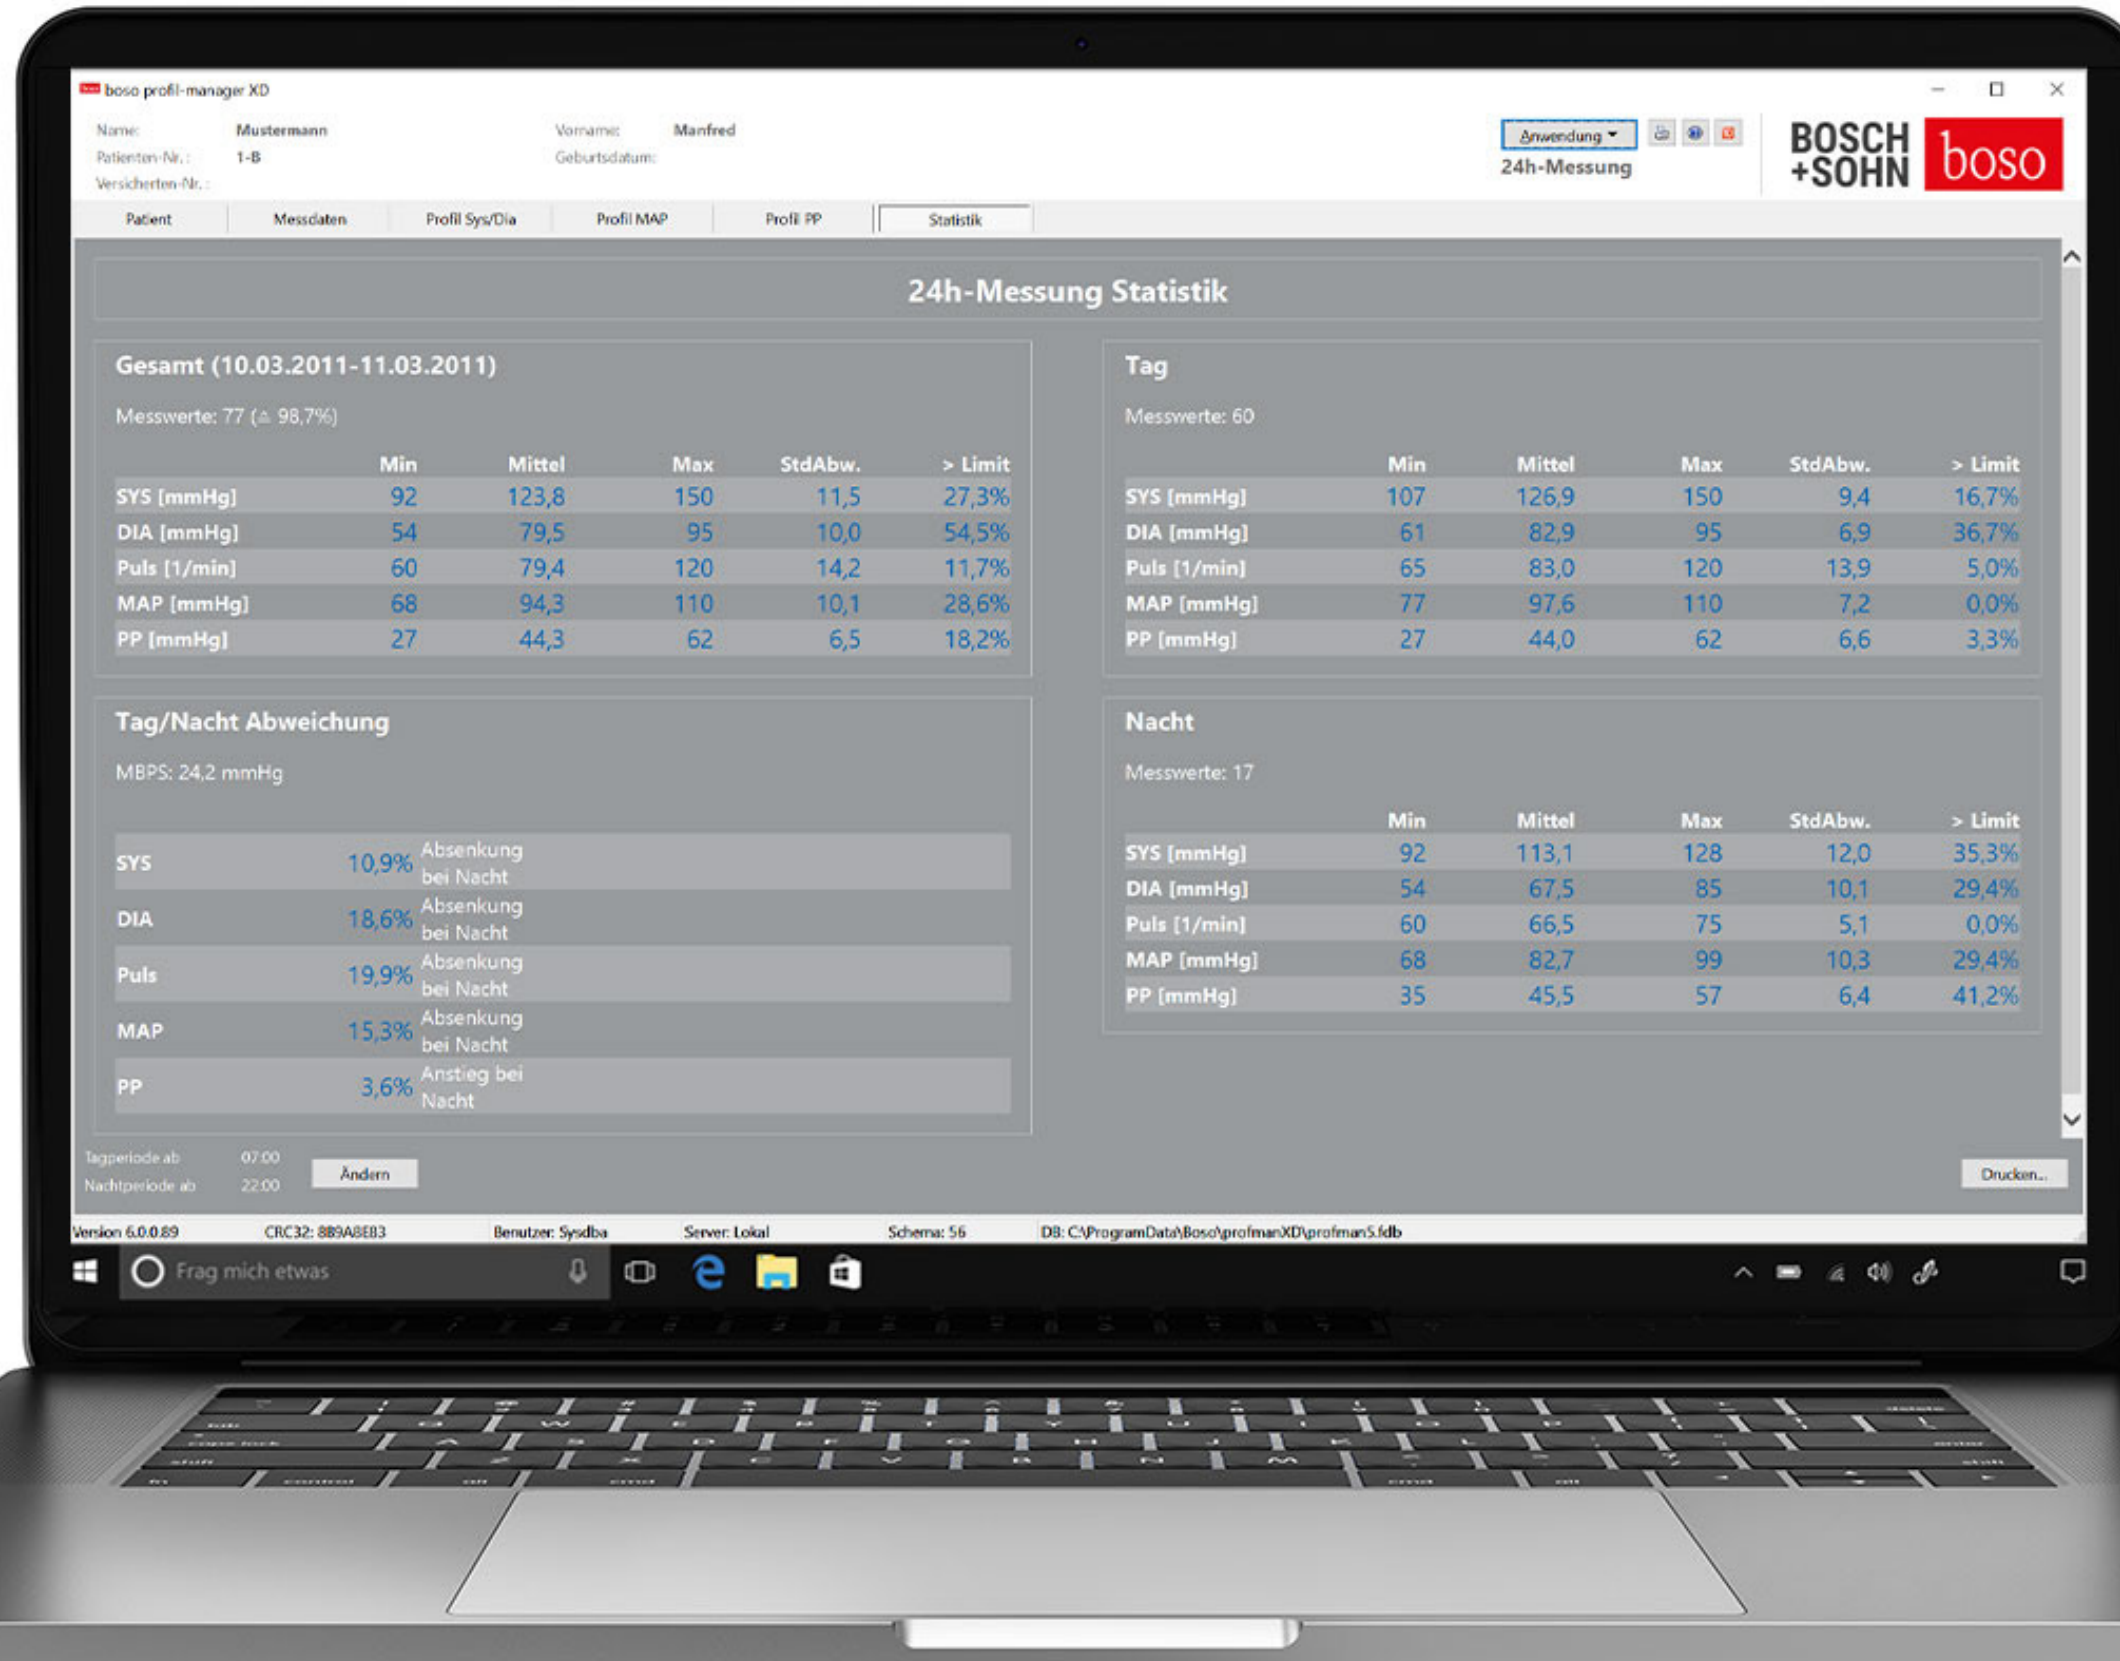 boso boso profil-manager XD
Name: Mustermann Vorname: Manfred
Patienten-Nr.: 1-B Geburtsdatum:
Versicherten-Nr.:
Anwendung
24h-Messung
BOSCH
+SOHN
boso
Patient Messdaten Profil Sys/Dia Profil MAP Profil PP Statistik
24h-Messung Statistik
Gesamt (10.03.2011-11.03.2011)
Messwerte: 77 (≙ 98,7%)
Min Mittel Max StdAbw. > Limit
SYS [mmHg] 92 123,8 150 11,5 27,3%
DIA [mmHg] 54 79,5 95 10,0 54,5%
Puls [1/min] 60 79,4 120 14,2 11,7%
MAP [mmHg] 68 94,3 110 10,1 28,6%
PP [mmHg] 27 44,3 62 6,5 18,2%
Tag
Messwerte: 60
Min Mittel Max StdAbw. > Limit
SYS [mmHg] 107 126,9 150 9,4 16,7%
DIA [mmHg] 61 82,9 95 6,9 36,7%
Puls [1/min] 65 83,0 120 13,9 5,0%
MAP [mmHg] 77 97,6 110 7,2 0,0%
PP [mmHg] 27 44,0 62 6,6 3,3%
Tag/Nacht Abweichung
MBPS: 24,2 mmHg
SYS 10,9% Absenkung
bei Nacht
DIA 18,6% Absenkung
bei Nacht
Puls 19,9% Absenkung
bei Nacht
MAP 15,3% Absenkung
bei Nacht
PP 3,6% Anstieg bei
Nacht
Nacht
Messwerte: 17
Min Mittel Max StdAbw. > Limit
SYS [mmHg] 92 113,1 128 12,0 35,3%
DIA [mmHg] 54 67,5 85 10,1 29,4%
Puls [1/min] 60 66,5 75 5,1 0,0%
MAP [mmHg] 68 82,7 99 10,3 29,4%
PP [mmHg] 35 45,5 57 6,4 41,2%
Tagperiode ab 07:00
Nachtperiode ab 22:00
Ändern
Drucken...
Version 6.0.0.89 CRC32: 8B9A8E83 Benutzer: Sysdba Server: Lokal Schema: 56 DB: C:\ProgramData\Boso\profmanXD\profman5.fdb
Frag mich etwas
tab Q W E R T Y U I O P delete
caps lock A S D F G H J K L enter
shift Z X C V B N M shift
fn control alt cmd cmd alt